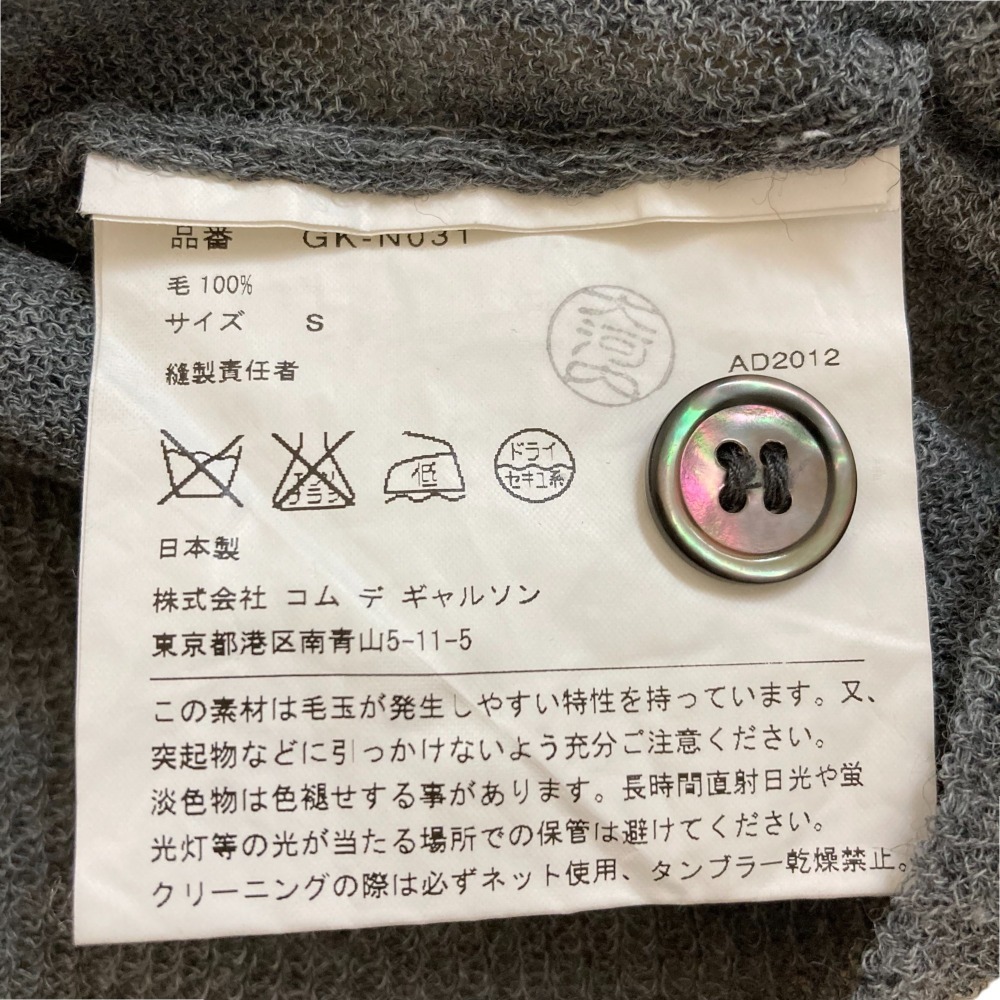 品番 GK-N031
毛 100%
サイズ S
縫製責任者
大河内
AD2012
低
ドライ
セキユ系
日本製
株式会社 コム デ ギャルソン
東京都港区南青山5-11-5
この素材は毛玉が発生しやすい特性を持っています。又、
突起物などに引っかけないよう充分ご注意ください。
淡色物は色褪せする事があります。長時間直射日光や蛍
光灯等の光が当たる場所での保管は避けてください。
クリーニングの際は必ずネット使用、タンブラー乾燥禁止。